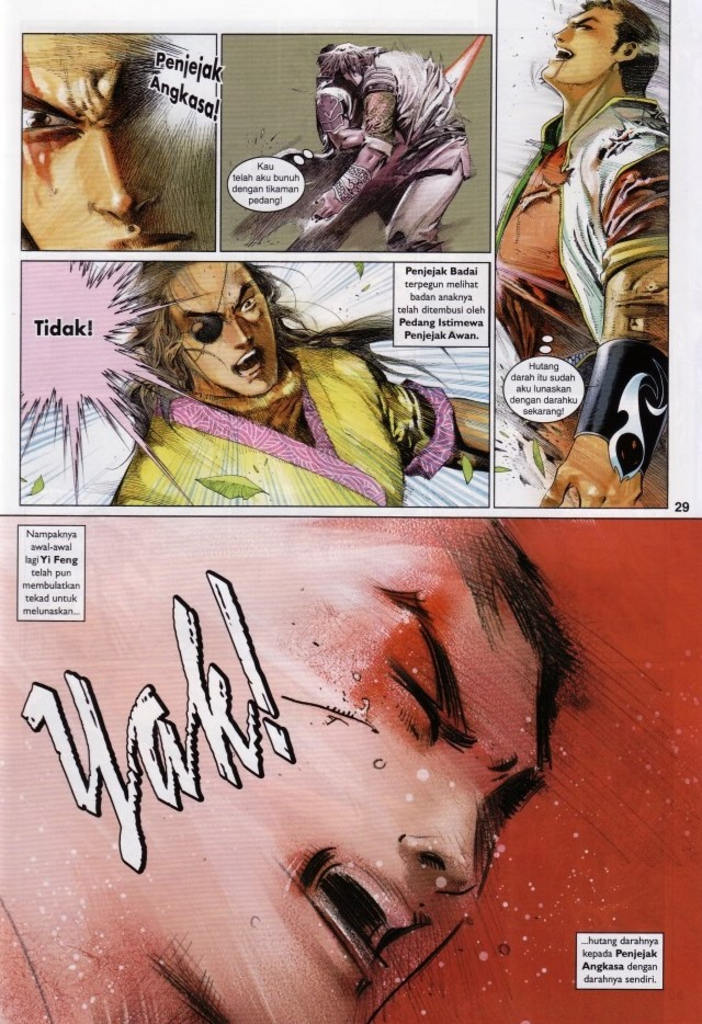 Penjejak
Angkasa!
Kau
telah aku bunuh
dengan tikaman
pedang!
Tidak!
Penjejak Badai
terpegun melihat
badan anaknya
telah ditembusi oleh
Pedang Istimewa
Penjejak Awan.
Hutang
darah itu sudah
aku lunaskan
dengan darahku
sekarang!
29
Nampaknya
awal-awal
lagi Yi Feng
telah pun
membulatkan
tekad untuk
melunaskan...
Yak!
...hutang darahnya
kepada Penjejak
Angkasa dengan
darahnya sendiri.